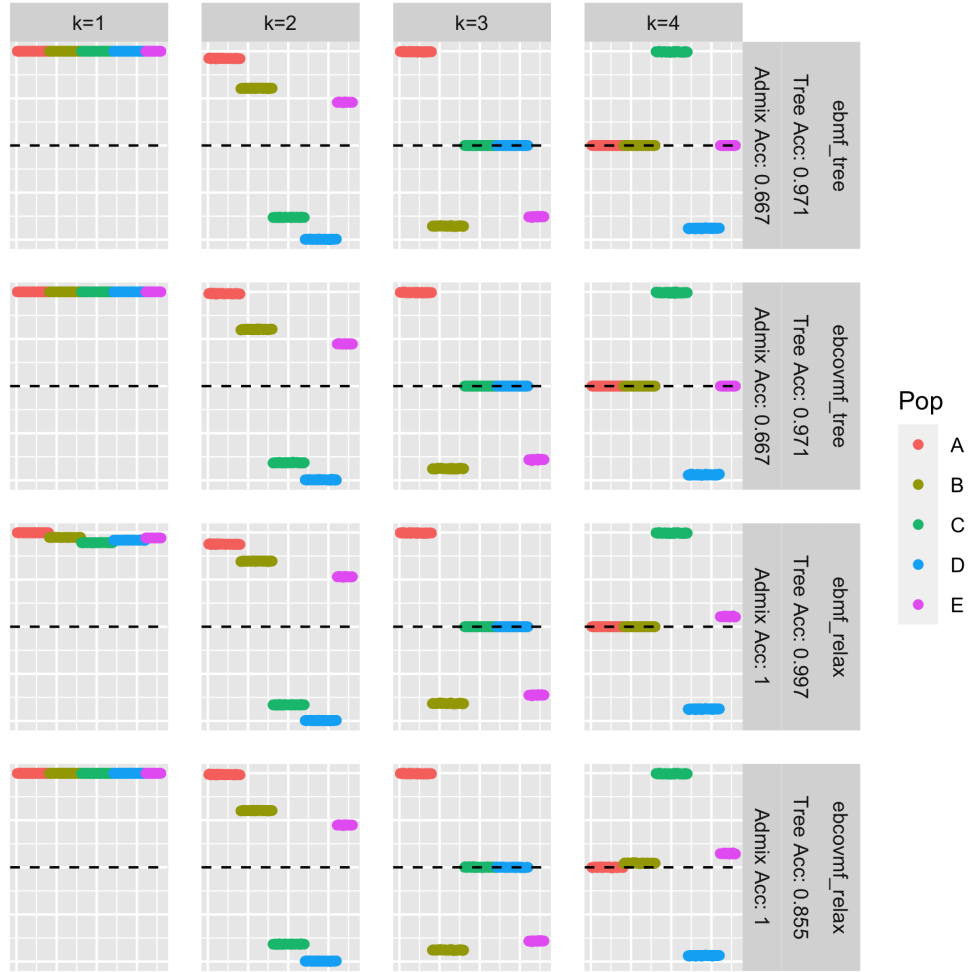 k=1
k=2
k=3
k=4
ebmf_tree
Tree Acc: 0.971
Admix Acc: 0.667
ebcovmf_tree
Tree Acc: 0.971
Admix Acc: 0.667
ebmf_relax
Tree Acc: 0.997
Admix Acc: 1
ebcovmf_relax
Tree Acc: 0.855
Admix Acc: 1
Pop
A
B
C
D
E